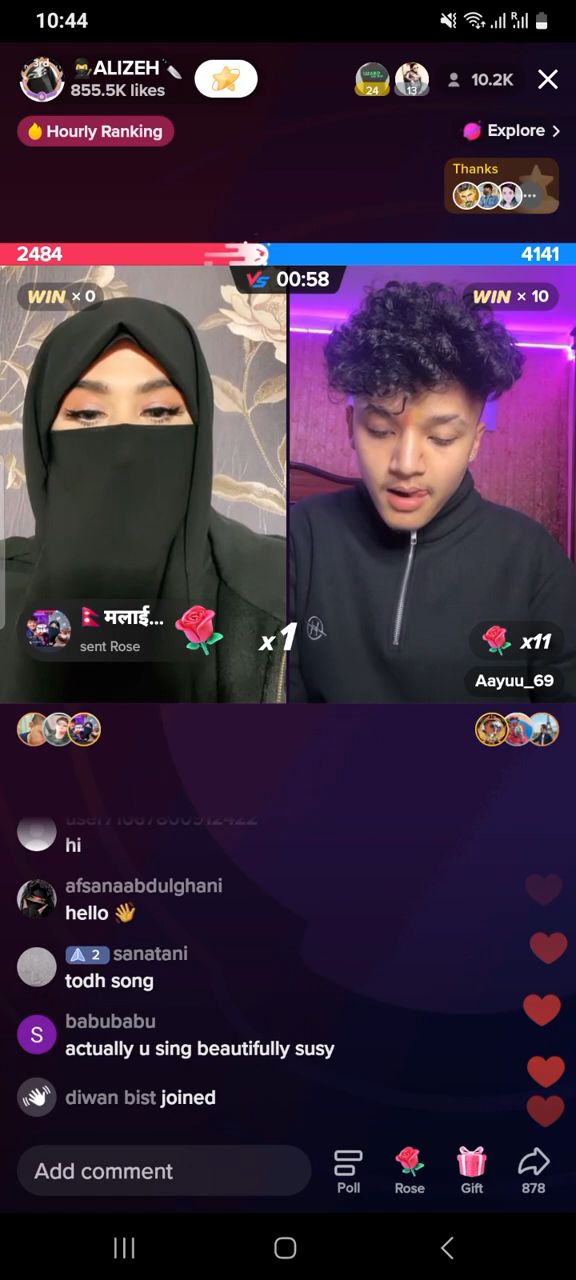 10:44
3rd
ALIZEH
855.5K likes
24
13
10.2K
Hourly Ranking
Explore >
Thanks
2484
4141
VS 00:58
WIN × 0
WIN × 10
मलाई...
sent Rose
x1
x11
Aayuu_69
hi
afsanaabdulghani
hello
2 sanatani
todh song
S
babubabu
actually u sing beautifully susy
diwan bist joined
Add comment
Poll
Rose
Gift
878